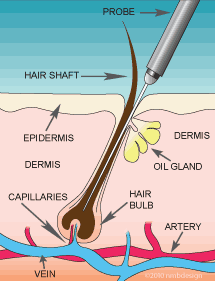 PROBE
HAIR SHAFT
EPIDERMIS
DERMIS
DERMIS
OIL GLAND
CAPILLARIES
HAIR
BULB
ARTERY
VEIN